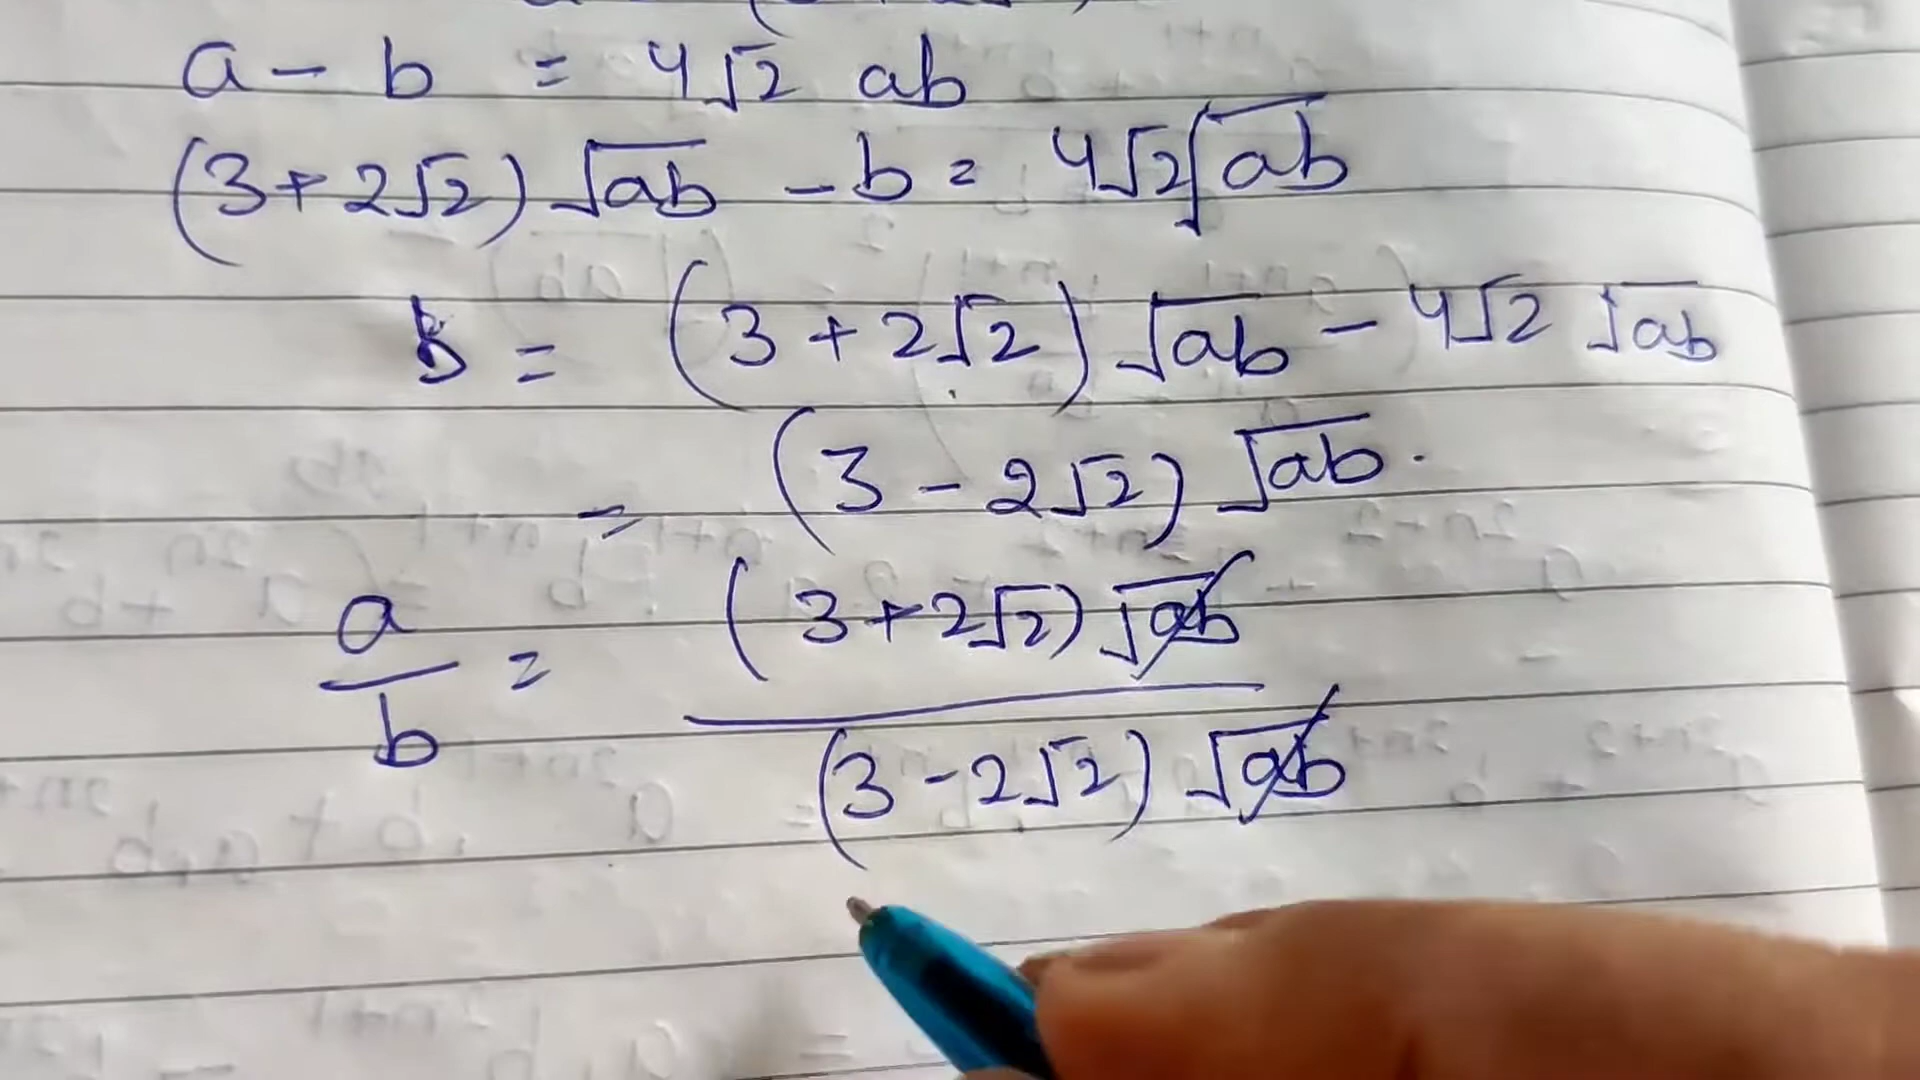 a - b = 4√2 ab
(3+2√2) √ab - b = 4√2 √ab
b = (3+2√2) √ab - 4√2 √ab
= (3 - 2√2) √ab.
a/b = (3+2√2) √ab / (3-2√2) √ab